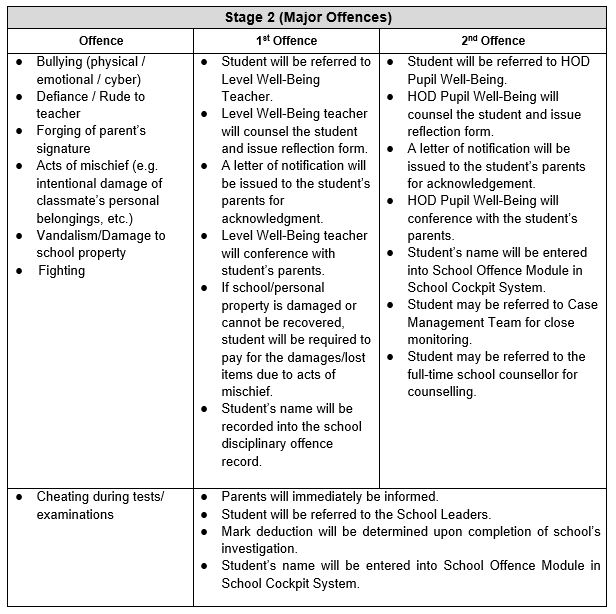 Stage 2 (Major Offences)
Offence
1st Offence
2nd Offence
● Bullying (physical /
emotional / cyber)
● Defiance / Rude to
teacher
● Forging of parent's
signature
● Acts of mischief (e.g.
intentional damage of
classmate's personal
belongings, etc.)
● Vandalism/Damage to
school property
● Fighting
● Student will be referred to
Level Well-Being
Teacher.
● Level Well-Being teacher
will counsel the student
and issue reflection form.
● A letter of notification will
be issued to the student's
parents for
acknowledgment.
● Level Well-Being teacher
will conference with
student's parents.
● If school/personal
property is damaged or
cannot be recovered,
student will be required to
pay for the damages/lost
items due to acts of
mischief.
● Student's name will be
recorded into the school
disciplinary offence
record.
● Student will be referred to HOD
Pupil Well-Being.
● HOD Pupil Well-Being will
counsel the student and issue
reflection form.
● A letter of notification will be
issued to the student's parents
for acknowledgement.
● HOD Pupil Well-Being will
conference with the student's
parents.
● Student's name will be entered
into School Offence Module in
School Cockpit System.
● Student may be referred to Case
Management Team for close
monitoring.
● Student may be referred to the
full-time school counsellor for
counselling.
● Cheating during tests/
examinations
● Parents will immediately be informed.
● Student will be referred to the School Leaders.
● Mark deduction will be determined upon completion of school's
investigation.
● Student's name will be entered into School Offence Module in
School Cockpit System.